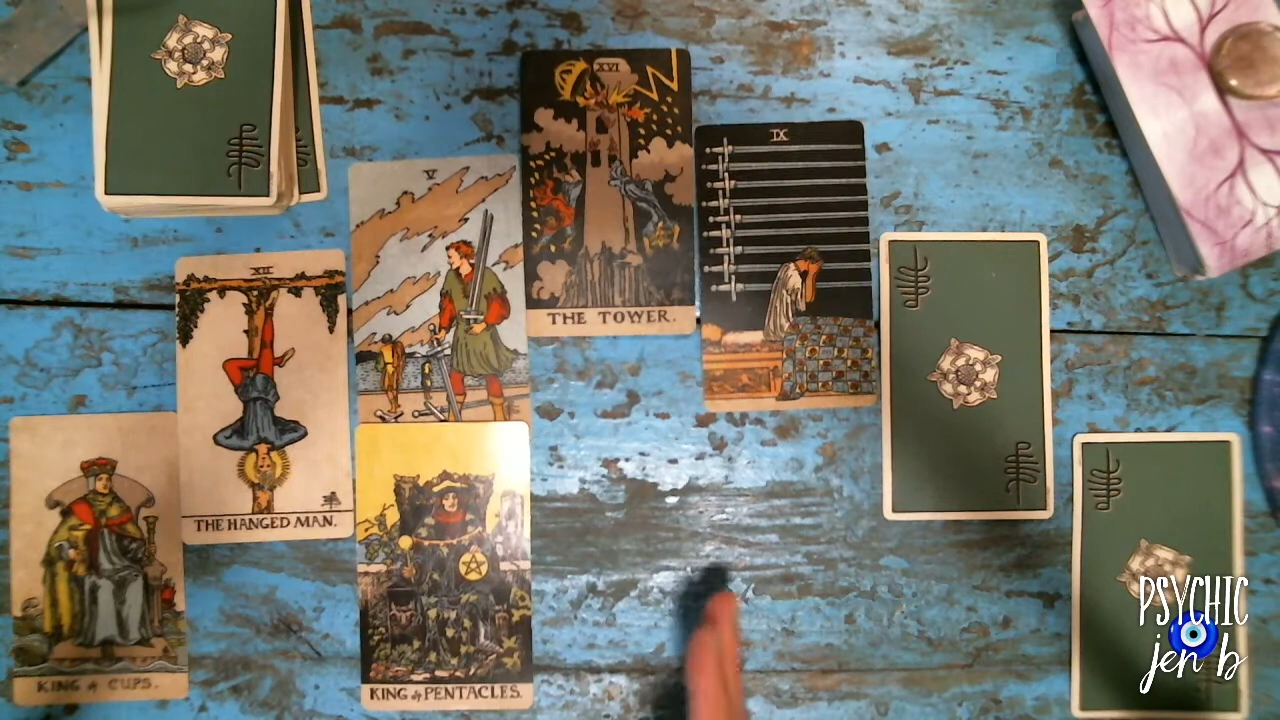 XVI
IX
V
THE TOWER.
XII
THE HANGED MAN.
KING of CUPS.
KING of PENTACLES.
PSYCHIC
jen b